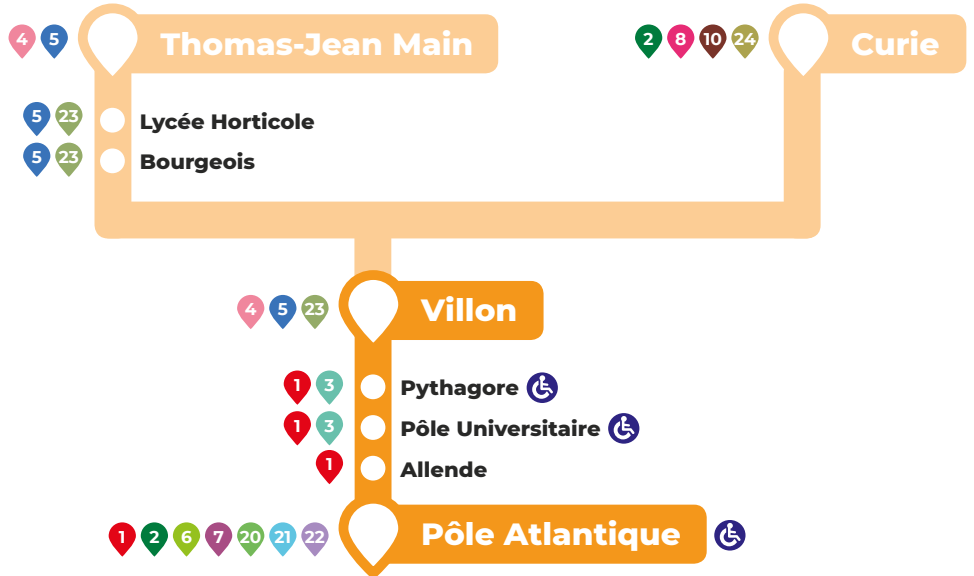 4 5 Thomas-Jean Main
2 8 10 24 Curie
5 23 Lycée Horticole
5 23 Bourgeois
4 5 23 Villon
1 3 Pythagore
1 3 Pôle Universitaire
1 Allende
1 2 6 7 20 21 22 Pôle Atlantique